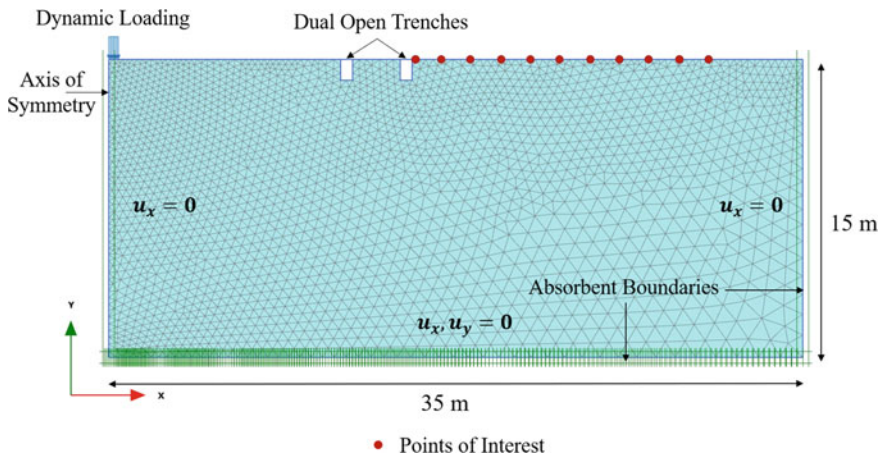 Dynamic Loading
Dual Open Trenches
Axis of
Symmetry
u_x = 0
u_x = 0
15 m
Absorbent Boundaries
u_x, u_y = 0
Y
X
35 m
Points of Interest